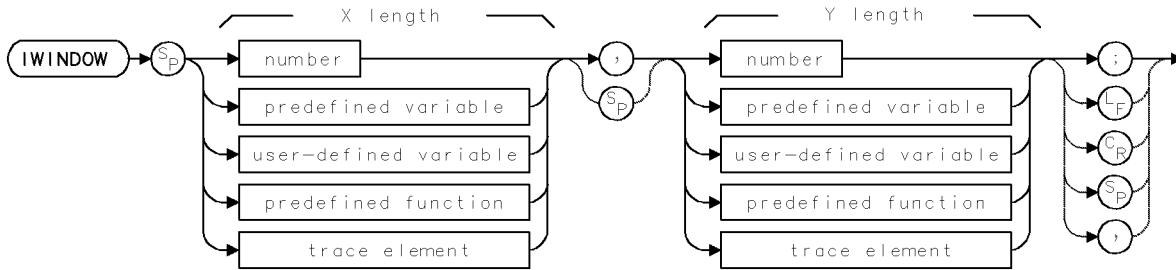 X length
Y length
IWINDOW
SP
number
,
number
;
predefined variable
SP
predefined variable
LF
user-defined variable
user-defined variable
CR
predefined function
predefined function
SP
trace element
trace element
,